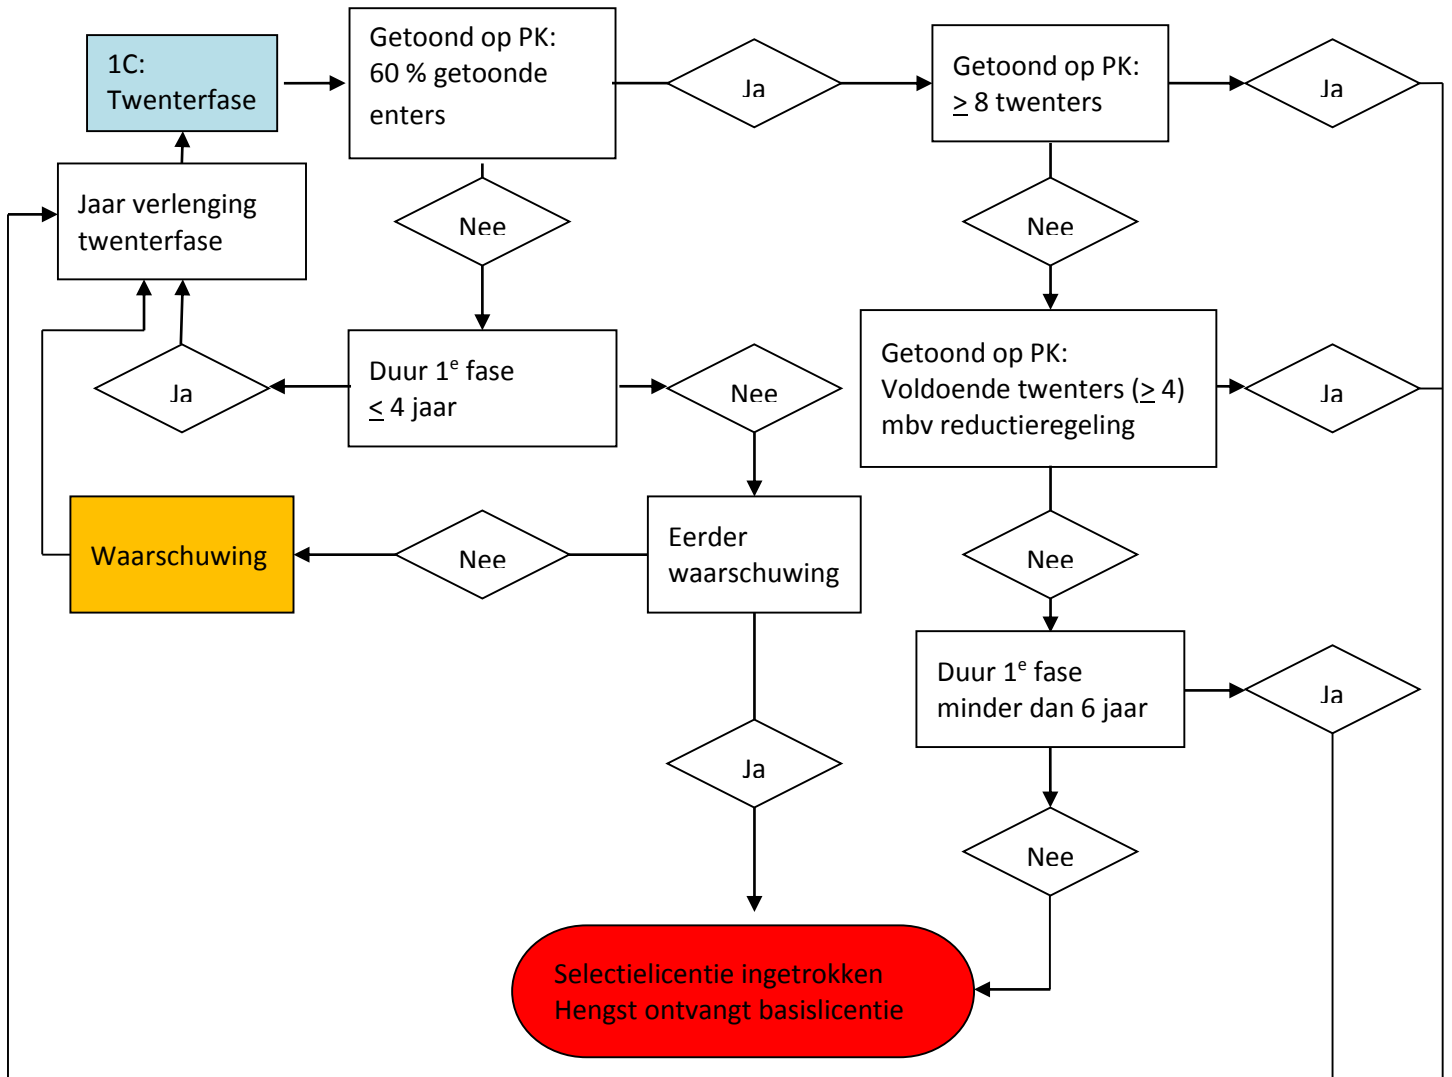 1C:
Twenterfase
Getoond op PK:
60 % getoonde
enters
Ja
Getoond op PK:
≥ 8 twenters
Ja
Jaar verlenging
twenterfase
Nee
Nee
Ja
Duur 1e fase
≤ 4 jaar
Nee
Getoond op PK:
Voldoende twenters (≥ 4)
mbv reductieregeling
Ja
Waarschuwing
Nee
Eerder
waarschuwing
Nee
Duur 1e fase
minder dan 6 jaar
Ja
Ja
Nee
Selectielicentie ingetrokken
Hengst ontvangt basislicentie